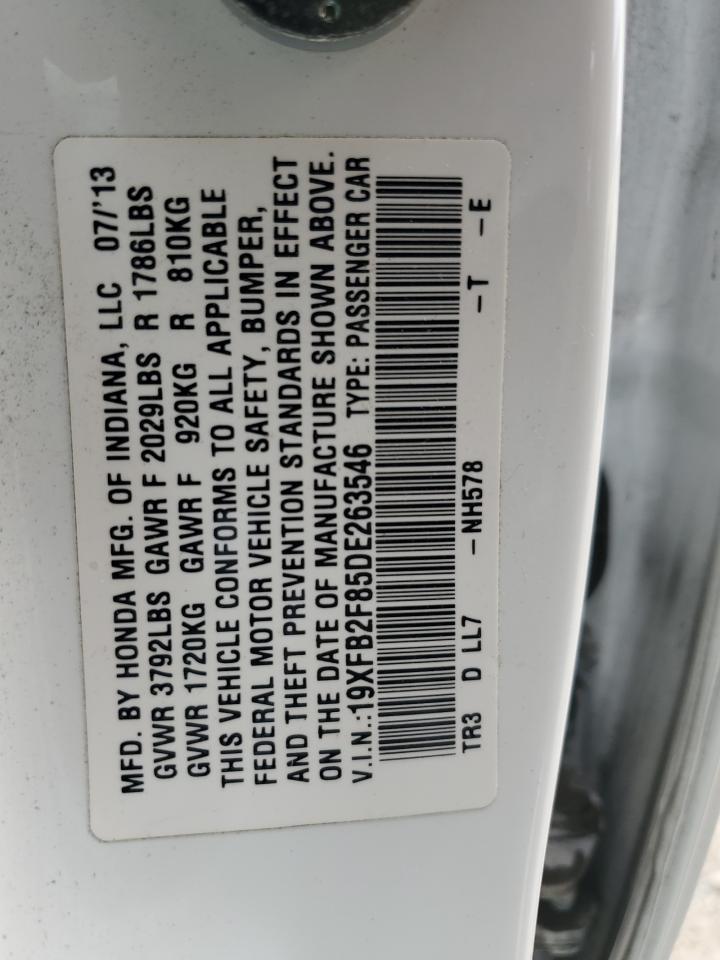 MFD. BY HONDA MFG. OF INDIANA, LLC 07/'13
GVWR 3792LBS GAWR F 2029LBS R 1786LBS
GVWR 1720KG GAWR F 920KG R 810KG
THIS VEHICLE CONFORMS TO ALL APPLICABLE
FEDERAL MOTOR VEHICLE SAFETY, BUMPER,
AND THEFT PREVENTION STANDARDS IN EFFECT
ON THE DATE OF MANUFACTURE SHOWN ABOVE.
V.I.N.:19XFB2F85DE263546 TYPE: PASSENGER CAR
TR3 D LL7 -NH578 -T -E